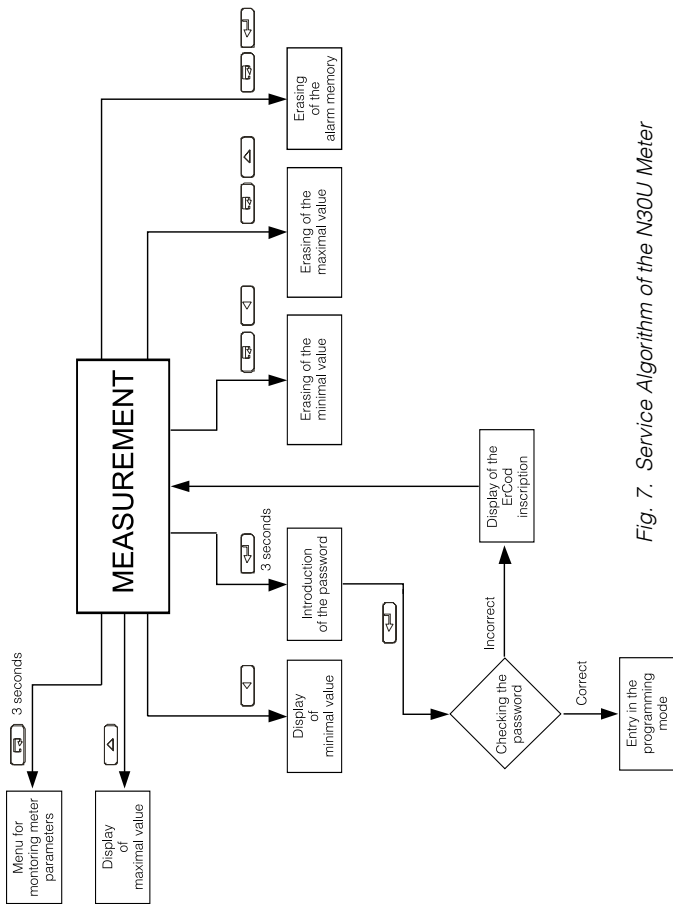 Menu for
montoring meter
parameters
3 seconds
Display
of
maximal value
MEASUREMENT
Display
of
minimal value
3 seconds
Introduction
of the password
Erasing of the
minimal value
Erasing of the
maximal value
Erasing
of the
alarm memory
Checking the
password
Incorrect
Display of the
ErCod
inscription
Correct
Entry in the
programming
mode
Fig. 7. Service Algorithm of the N30U Meter